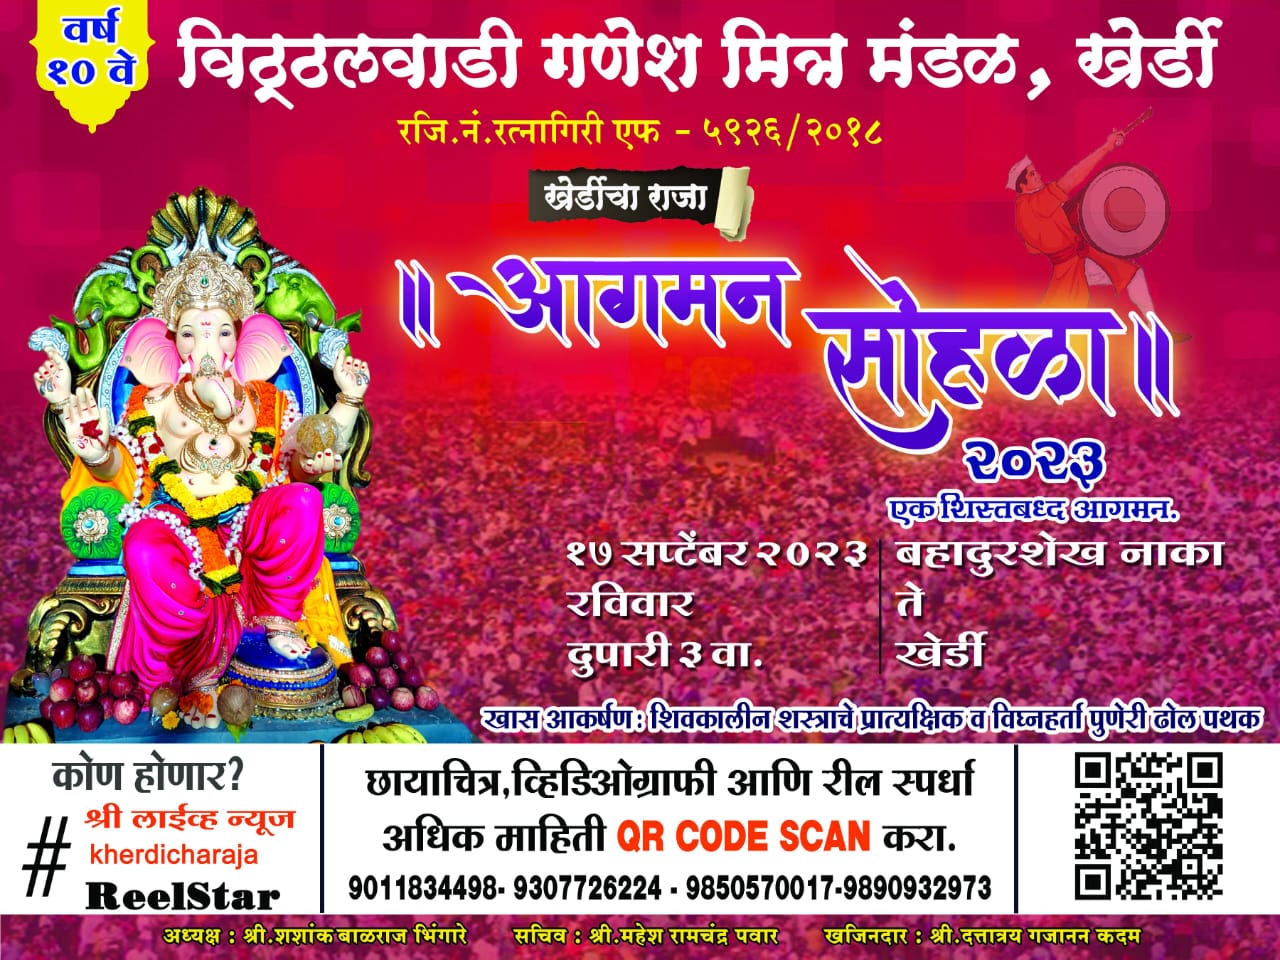 वर्ष
१० वे
विठ्ठलवाडी गणेश मित्र मंडळ, खेर्डी
रजि.नं.रत्नागिरी एफ - ५९२६/२०१८
खेर्डीचा राजा
॥ आगमन
सोहळा ॥
२०२३
एक शिस्तबध्द आगमन.
१७ सप्टेंबर २०२३
रविवार
दुपारी ३ वा.
बहादुरशेख नाका
ते
खेर्डी
खास आकर्षण: शिवकालीन शस्त्राचे प्रात्यक्षिक व विघ्नहर्ता पुणेरी ढोल पथक
कोण होणार?
# श्री लाईव्ह न्यूज
kherdicharaja
ReelStar
छायाचित्र,व्हिडिओग्राफी आणि रील स्पर्धा
अधिक माहिती QR CODE SCAN करा.
9011834498- 9307726224 - 9850570017-9890932973
अध्यक्ष : श्री.शशांक बाळराज भिंगारे सचिव : श्री.महेश रामचंद्र पवार खजिनदार : श्री.दत्तात्रय गजानन कदम